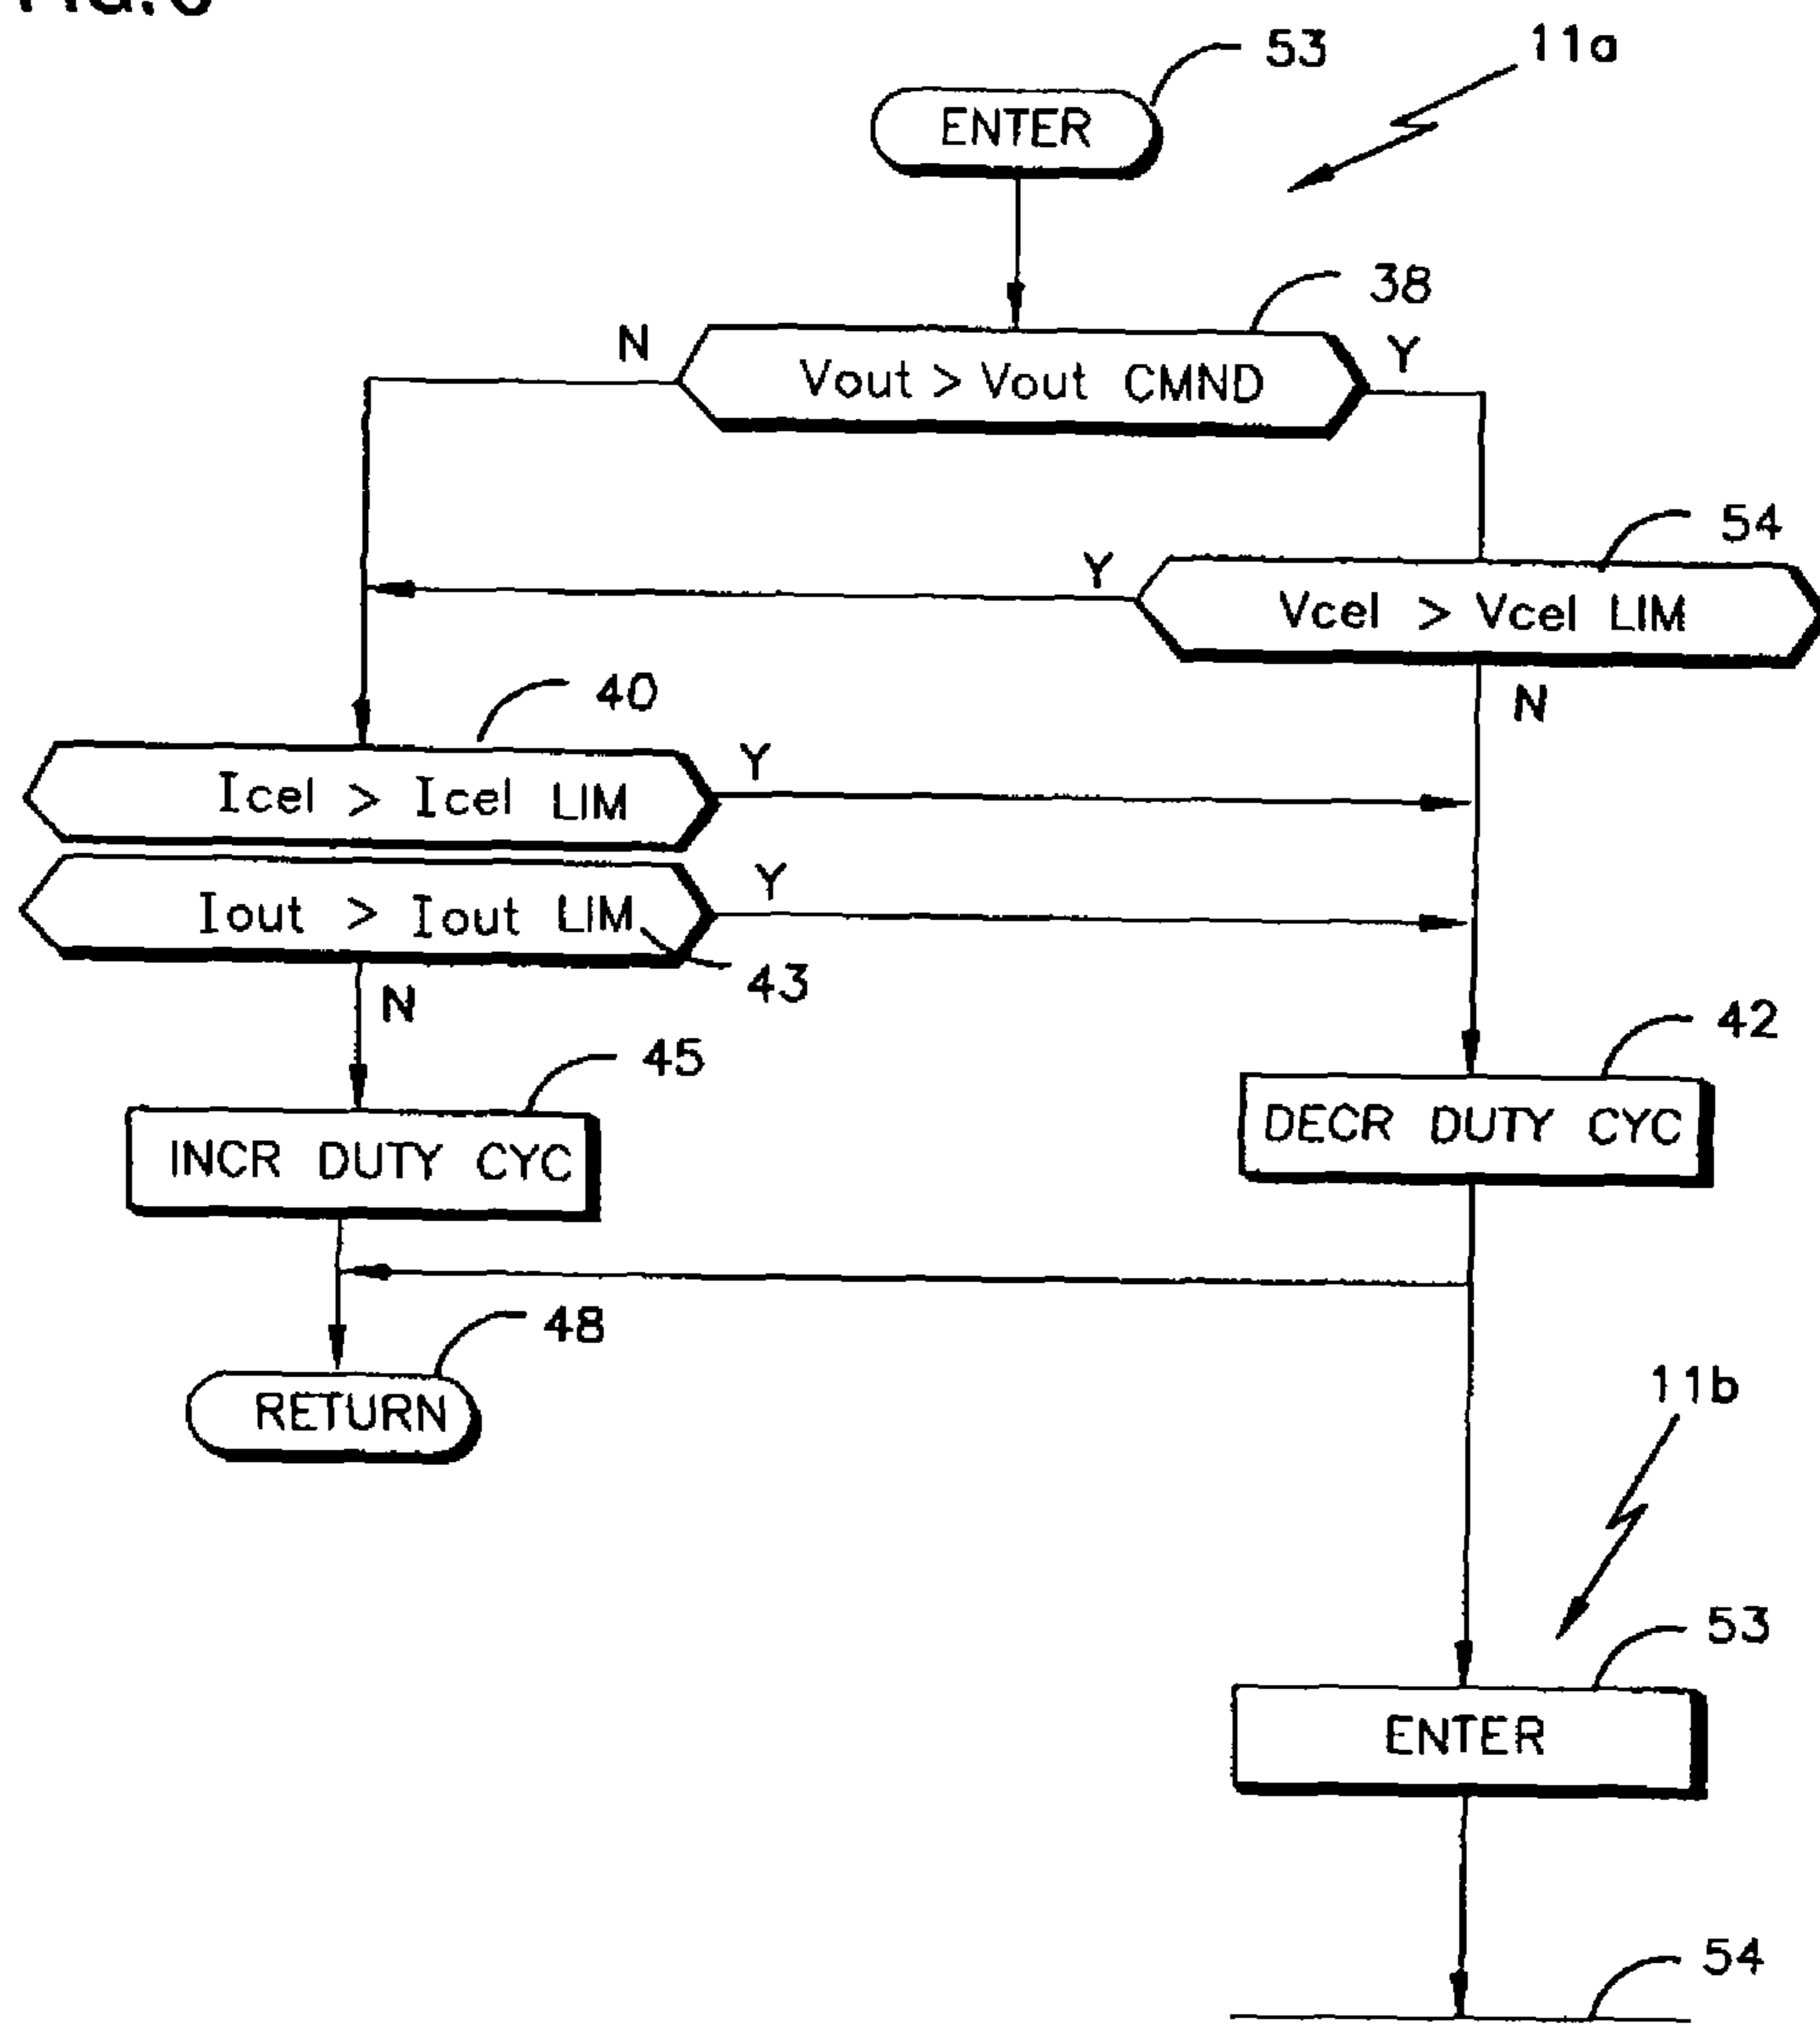 53
11a
ENTER
38
N
Y
Vout > Vout CMND
54
Y
Vcel > Vcel LIM
N
40
Icel > Icel LIM
Y
Iout > Iout LIM
Y
43
N
42
45
DECR DUTY CYC
INCR DUTY CYC
48
RETURN
11b
53
ENTER
54